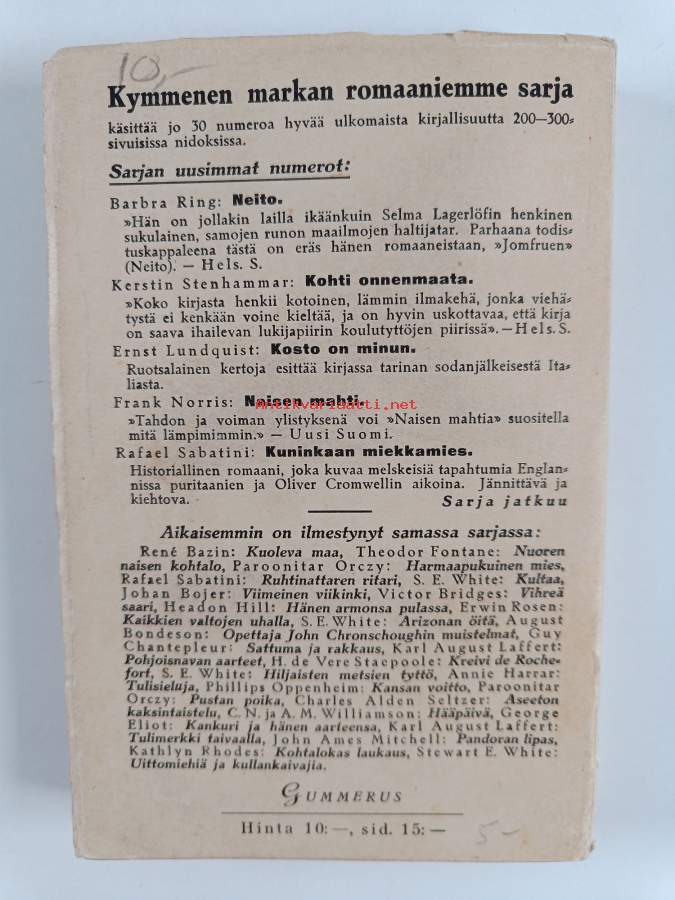 10,-
Kymmenen markan romaaniemme sarja
käsittää jo 30 numeroa hyvää ulkomaista kirjallisuutta 200—300-
sivuisissa nidoksissa.
Sarjan uusimmat numerot:
Barbra Ring: Neito.
»Hän on jollakin lailla ikäänkuin Selma Lagerlöfin henkinen
sukulainen, samojen runon maailmojen haltijatar. Parhaana todis-
tuskappaleena tästä on eräs hänen romaaneistaan, »Jomfruen»
(Neito). — Hels. S.
Kerstin Stenhammar: Kohti onnenmaata.
»Koko kirjasta henkii kotoinen, lämmin ilmakehä, jonka viehä-
tystä ei kenkään voine kieltää, ja on hyvin uskottavaa, että kirja
on saava ihailevan lukijapiirin koulutyttöjen piirissä». — Hels. S.
Ernst Lundquist: Kosto on minun.
Ruotsalainen kertoja esittää kirjassa tarinan sodanjälkeisestä Ita-
liasta.
Frank Norris: Naisen mahti.
Antikvariaatti.net
»Tahdon ja voiman ylistyksenä voi »Naisen mahtia» suositella
mitä lämpimimmin.» — Uusi Suomi.
Rafael Sabatini: Kuninkaan miekkamies.
Historiallinen romaani, joka kuvaa melskeisiä tapahtumia Englan-
nissa puritaanien ja Oliver Cromwellin aikoina. Jännittävä ja
kiehtova. Sarja jatkuu
Aikaisemmin on ilmestynyt samassa sarjassa:
René Bazin: Kuoleva maa, Theodor Fontane: Nuoren
naisen kohtalo, Paroonitar Orczy: Harmaapukuinen mies,
Rafael Sabatini: Ruhtinattaren ritari, S. E. White: Kultaa,
Johan Bojer: Viimeinen viikinki, Victor Bridges: Vihreä
saari, Headon Hill: Hänen armonsa pulassa, Erwin Rosen:
Kaikkien valtojen uhalla, S. E. White: Arizonan öitä, August
Bondeson: Opettaja John Chronschoughin muistelmat, Guy
Chantepleur: Sattuma ja rakkaus, Karl August Laffert:
Pohjoisnavan aarteet, H. de Vere Stacpoole: Kreivi de Roche-
fort, S. E. White: Hiljaisten metsien tyttö, Annie Harrar:
Tulisieluja, Phillips Oppenheim: Kansan voitto, Paroonitar
Orczy: Pustan poika, Charles Alden Seltzer: Aseeton
kaksintaistelu, C. N. ja A. M. Williamson: Hääpäivä, George
Eliot: Kankuri ja hänen aarteensa, Karl August Laffert:
Tulimerkki taivaalla, John Ames Mitchell: Pandoran lipas,
Kathlyn Rhodes: Kohtalokas laukaus, Stewart E. White:
Uittomiehiä ja kullankaivajia.
GUMMERUS
Hinta 10: —, sid. 15: —
5-